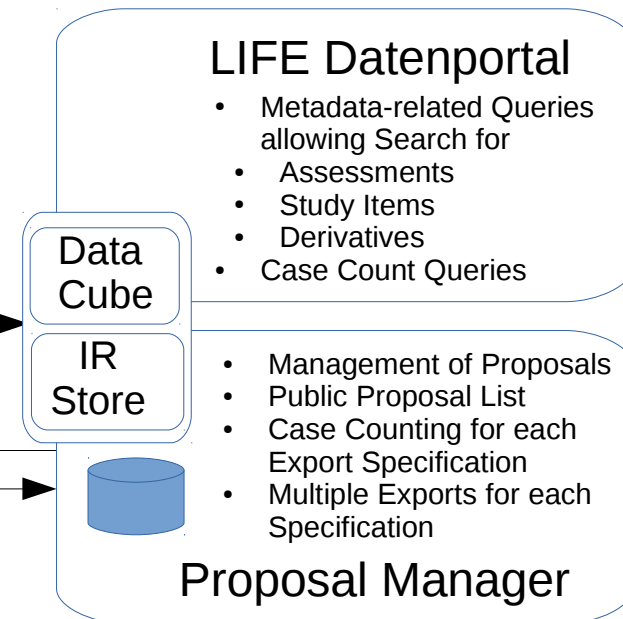 LIFE Datenportal
• Metadata-related Queries
allowing Search for
• Assessments
• Study Items
• Derivatives
• Case Count Queries
Data
Cube
IR
Store
• Management of Proposals
• Public Proposal List
• Case Counting for each
Export Specification
• Multiple Exports for each
Specification
Proposal Manager